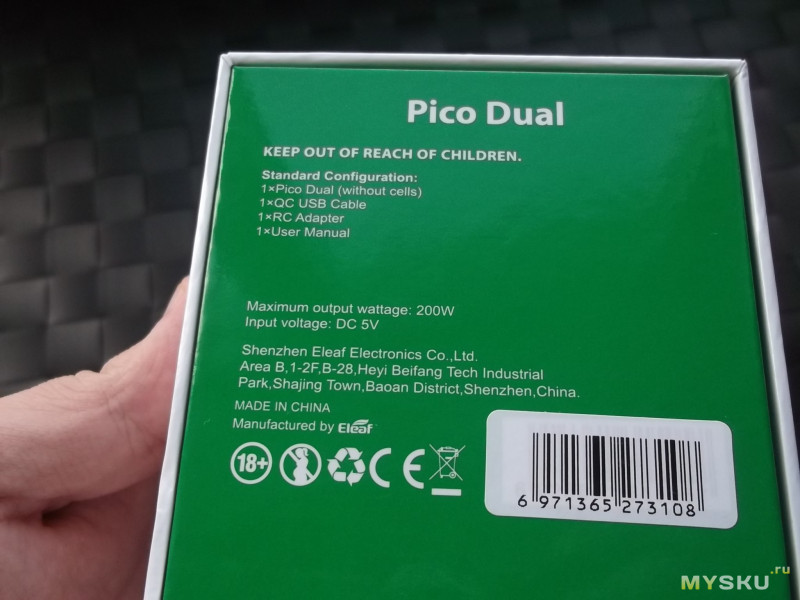 Pico Dual
KEEP OUT OF REACH OF CHILDREN.
Standard Configuration:
1×Pico Dual (without cells)
1×QC USB Cable
1×RC Adapter
1×User Manual
Maximum output wattage: 200W
Input voltage: DC 5V
Shenzhen Eleaf Electronics Co.,Ltd.
Area B,1-2F,B-28,Heyi Beifang Tech Industrial
Park,Shajing Town,Baoan District,Shenzhen,China.
MADE IN CHINA
Manufactured by Eleaf
18+ CE
6 971365 273108
MYSKU.ru